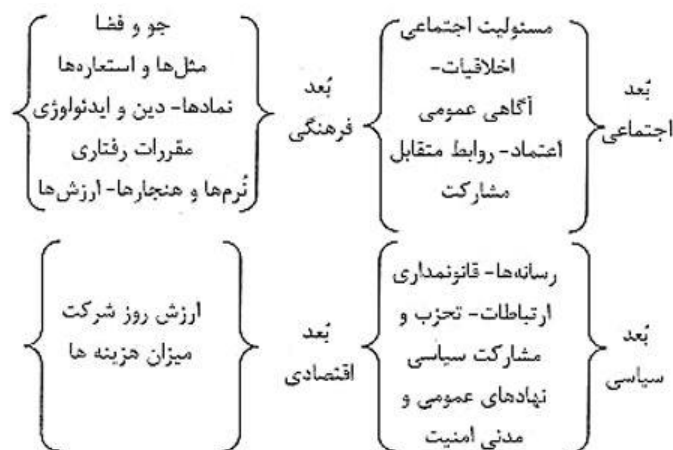 بُعد
اجتماعی
مسئولیت اجتماعی
اخلاقیات-
آگاهی عمومی
اعتماد- روابط متقابل
مشارکت
بُعد
فرهنگی
جو و فضا
مثل‌ها و استعاره‌ها
نمادها- دین و ایدئولوژی
مقررات رفتاری
نُرم‌ها و هنجارها- ارزش‌ها
بُعد
سیاسی
رسانه‌ها- قانونمداری
ارتباطات- تحزب و
مشارکت سیاسی
نهادهای عمومی و
مدنی امنیت
بُعد
اقتصادی
ارزش روز شرکت
میزان هزینه ها